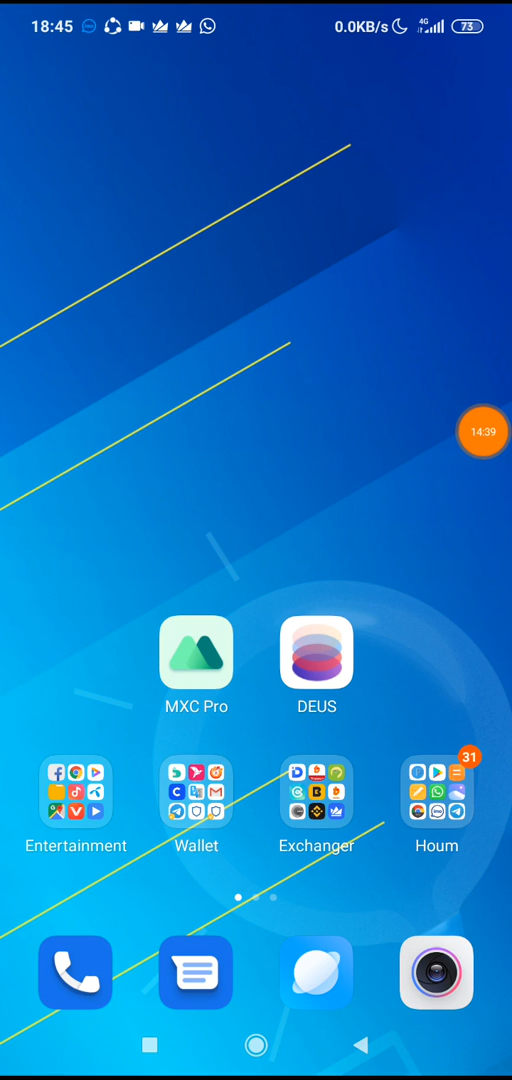 18:45
0.0KB/s 4G 73
14:39
MXC Pro DEUS
31
Entertainment Wallet Exchanger Houm